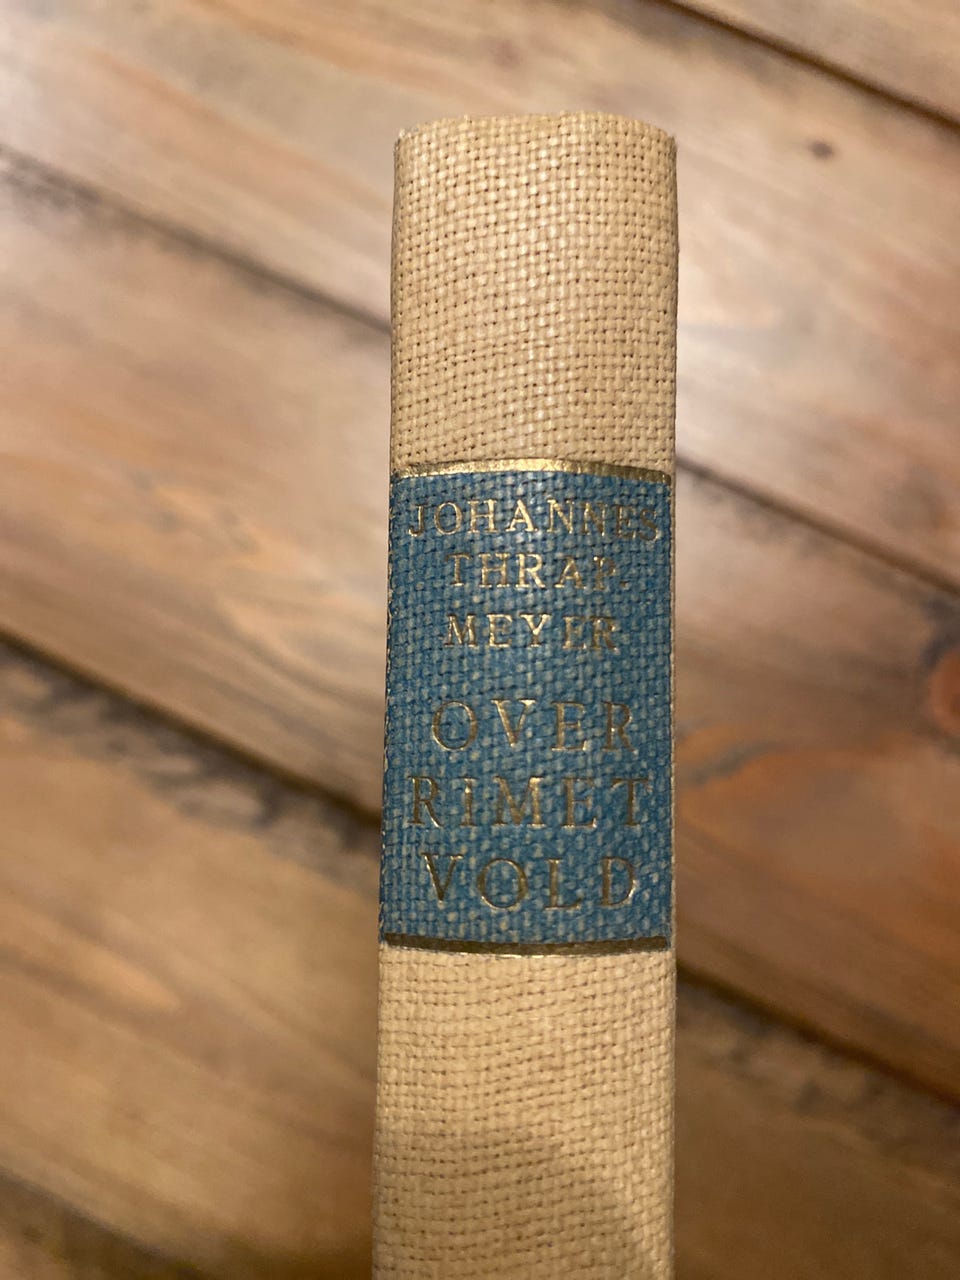 JOHANNES
THRAP-
MEYER
OVER
RIMET
VOLD